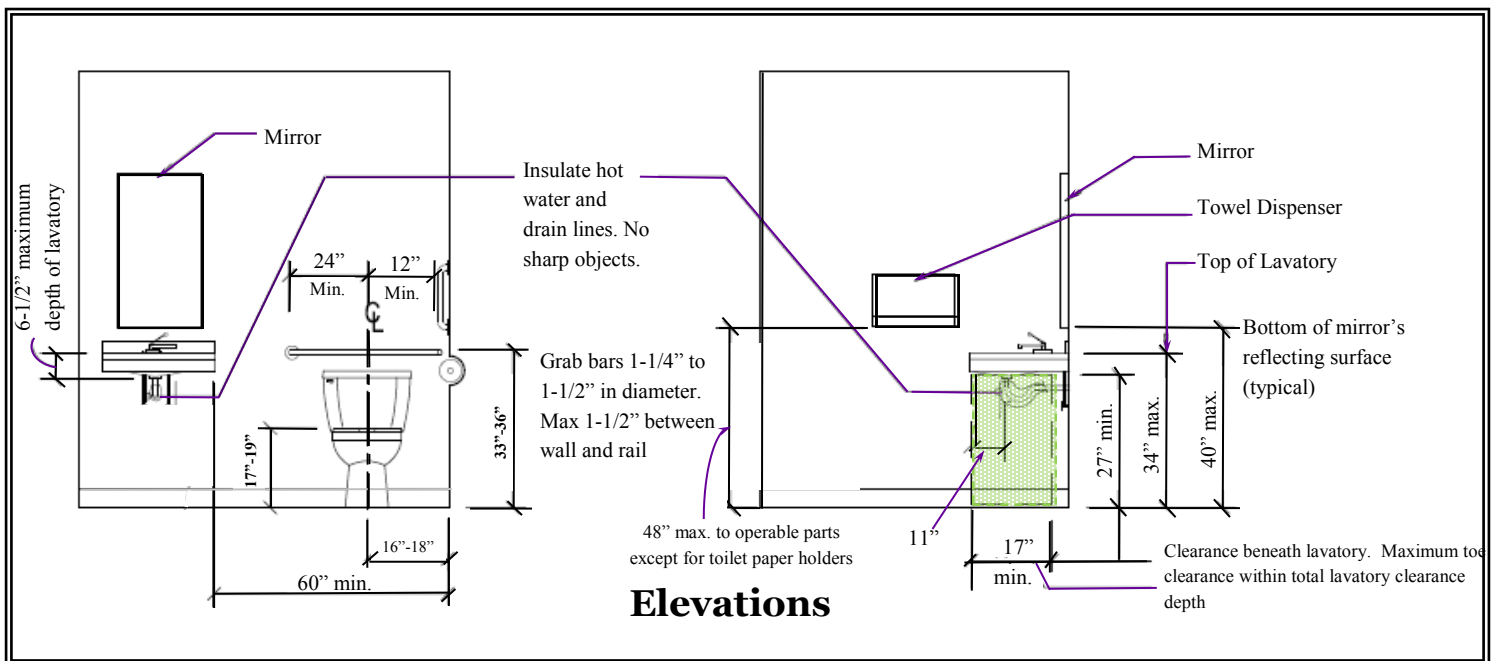 Mirror
6-1/2” maximum
depth of lavatory
Insulate hot
water and
drain lines. No
sharp objects.
24”
Min.
12”
Min.
CL
Grab bars 1-1/4” to
1-1/2” in diameter.
Max 1-1/2” between
wall and rail
17”-19”
33”-36”
16”-18”
60” min.
Mirror
Towel Dispenser
Top of Lavatory
Bottom of mirror’s
reflecting surface
(typical)
27” min.
34” max.
40” max.
48” max. to operable parts
except for toilet paper holders
11”
17”
min.
Clearance beneath lavatory. Maximum toe
clearance within total lavatory clearance
depth
Elevations